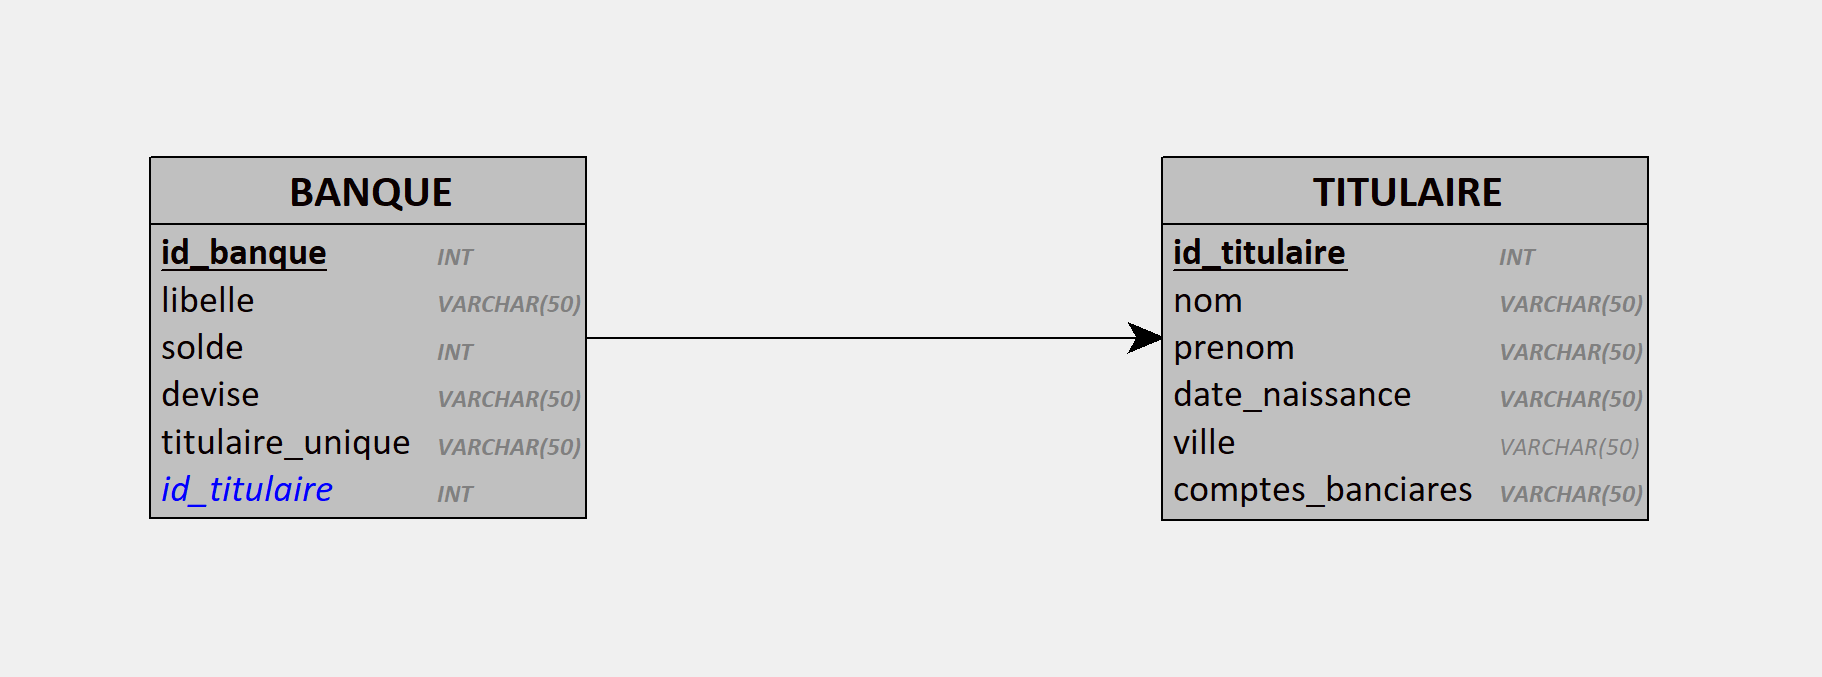 BANQUE
id_banque INT
libelle VARCHAR(50)
solde INT
devise VARCHAR(50)
titulaire_unique VARCHAR(50)
id_titulaire INT
TITULAIRE
id_titulaire INT
nom VARCHAR(50)
prenom VARCHAR(50)
date_naissance VARCHAR(50)
ville VARCHAR(50)
comptes_banciares VARCHAR(50)